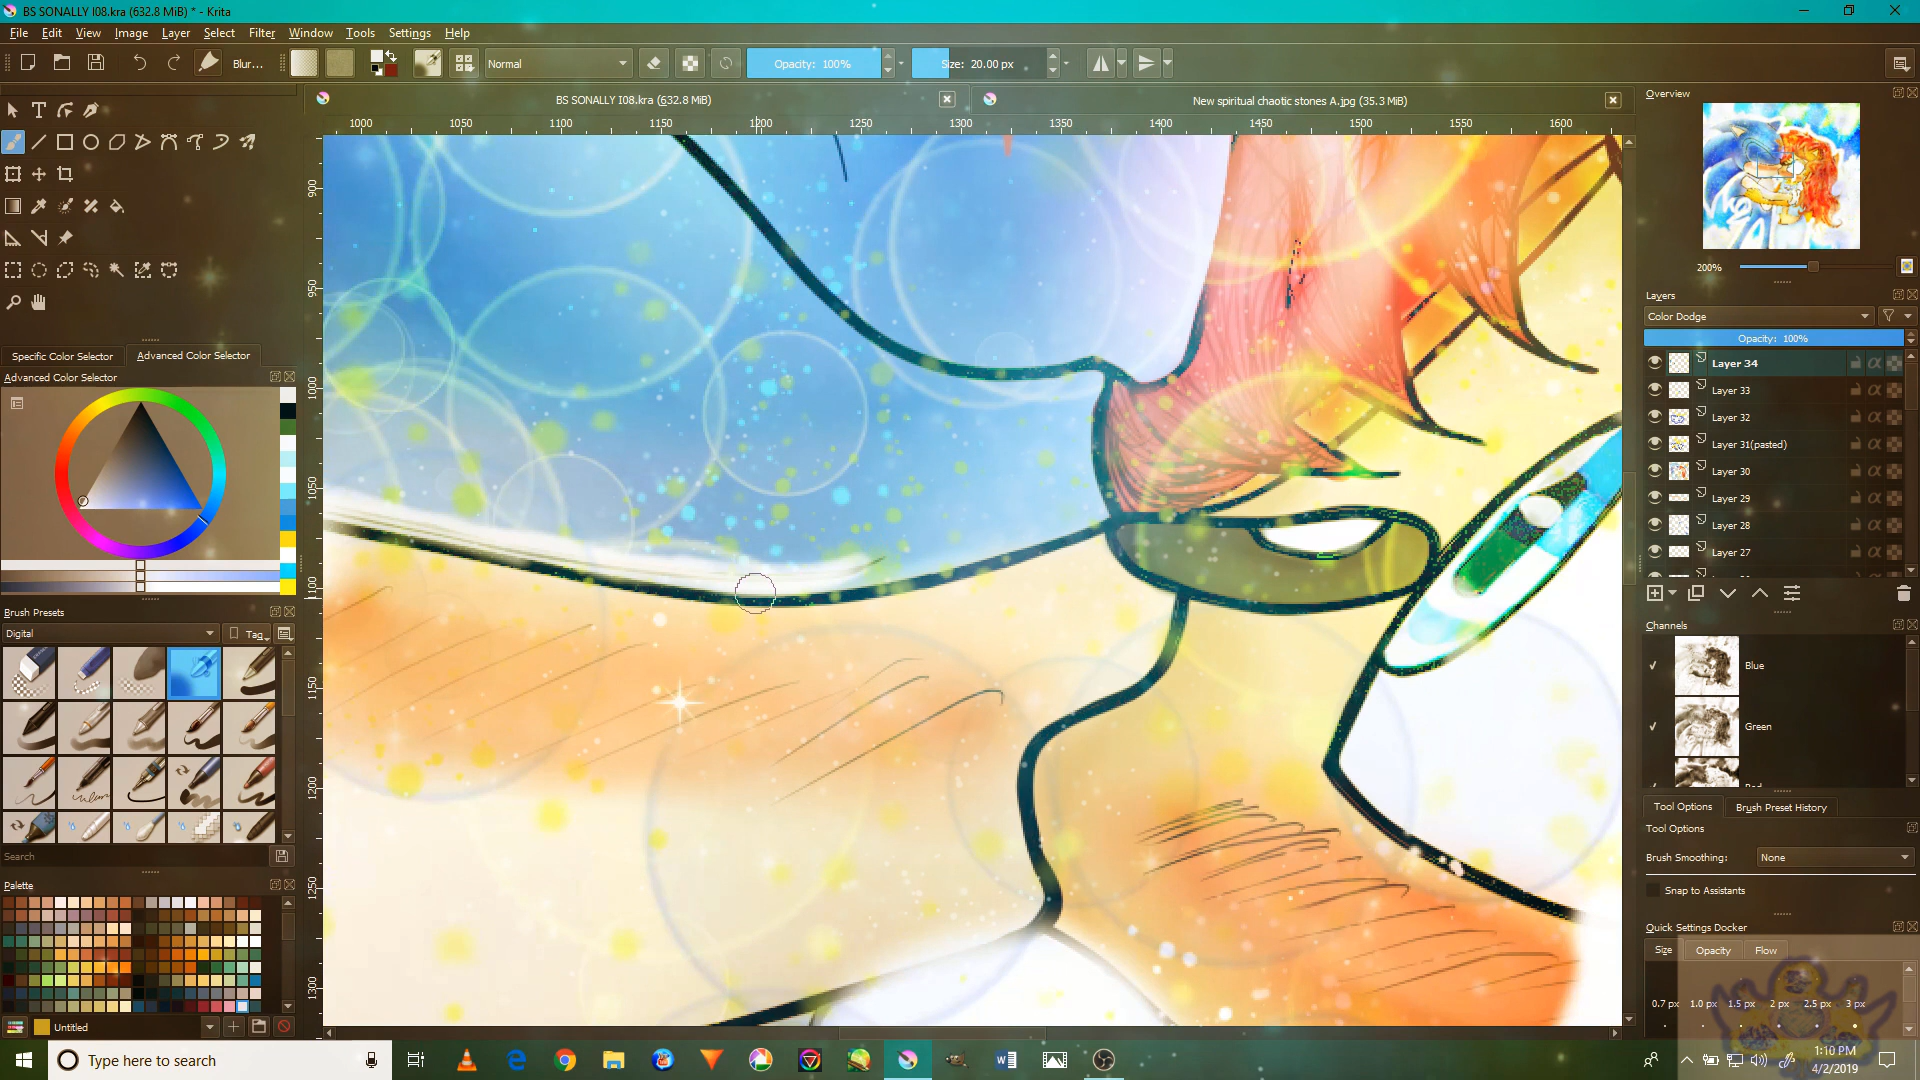 BS SONALLY I08.kra (632.8 MiB) * - Krita
File Edit View Image Layer Select Filter Tools Window Settings Help
Blur... Normal Opacity: 100% Size: 20.00 px
BS SONALLY I08.kra (632.8 MiB) New spiritual chaotic stones A.jpg (35.3 MiB)
1000 1050 1100 1150 1200 1250 1300 1350 1400 1450 1500 1550 1600
900
950
1000
1050
1100
1150
1200
1250
1300
Specific Color Selector Advanced Color Selector
Advanced Color Selector
Brush Presets
Digital Tag
Search
Palette
Untitled
Overview
200%
Layers
Color Dodge
Opacity: 100%
Layer 34
Layer 33
Layer 32
Layer 31(pasted)
Layer 30
Layer 29
Layer 28
Layer 27
Channels
Blue
Green
Tool Options Brush Preset History
Tool Options
Brush Smoothing: None
Snap to Assistants
Quick Settings Docker
Size Opacity Flow
0.7 px 1.0 px 1.5 px 2 px 2.5 px 3 px
Type here to search
1:10 PM
4/2/2019